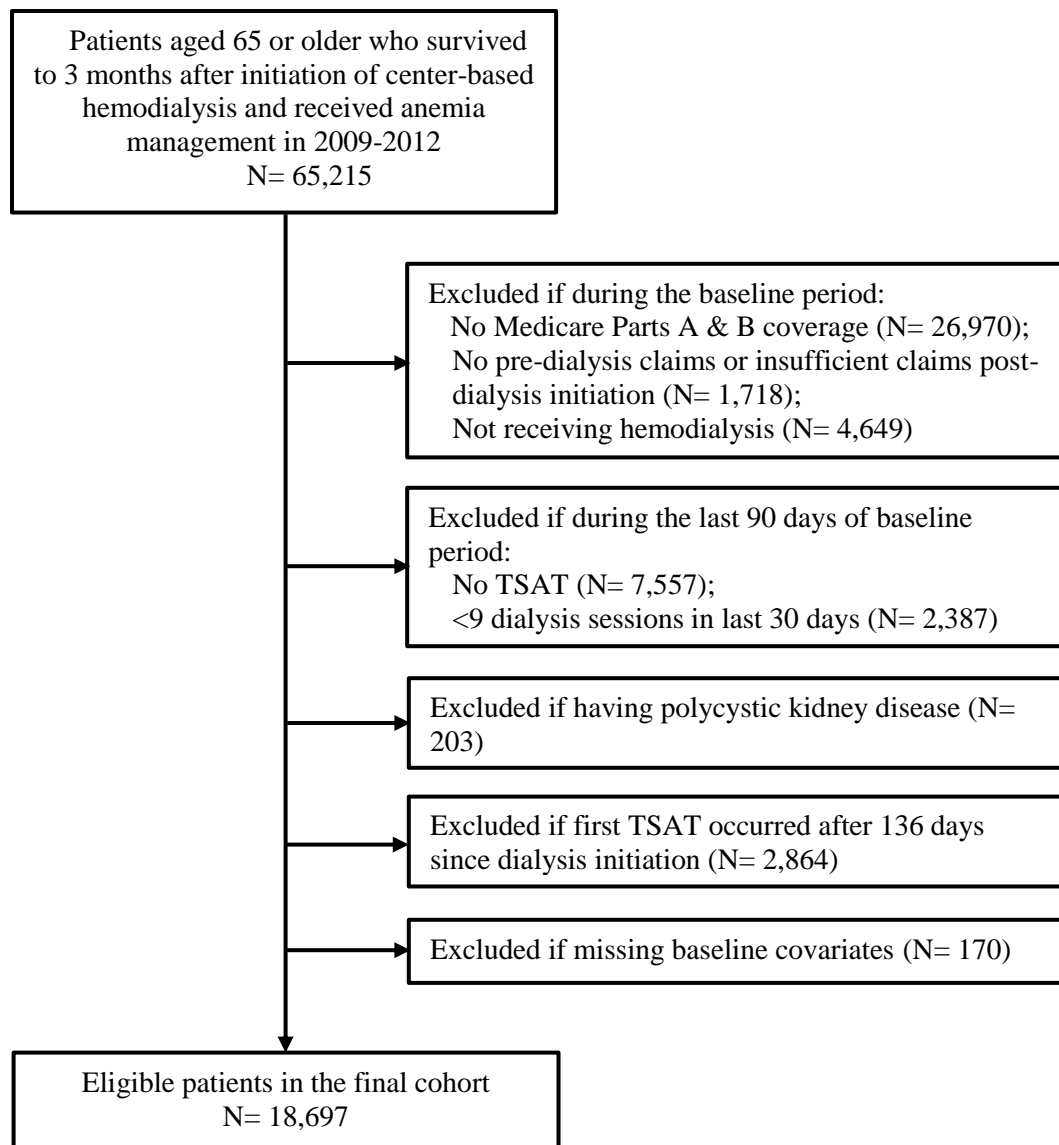 Patients aged 65 or older who survived
to 3 months after initiation of center-based
hemodialysis and received anemia
management in 2009-2012
N= 65,215
Excluded if during the baseline period:
No Medicare Parts A & B coverage (N= 26,970);
No pre-dialysis claims or insufficient claims post-
dialysis initiation (N= 1,718);
Not receiving hemodialysis (N= 4,649)
Excluded if during the last 90 days of baseline
period:
No TSAT (N= 7,557);
<9 dialysis sessions in last 30 days (N= 2,387)
Excluded if having polycystic kidney disease (N=
203)
Excluded if first TSAT occurred after 136 days
since dialysis initiation (N= 2,864)
Excluded if missing baseline covariates (N= 170)
Eligible patients in the final cohort
N= 18,697